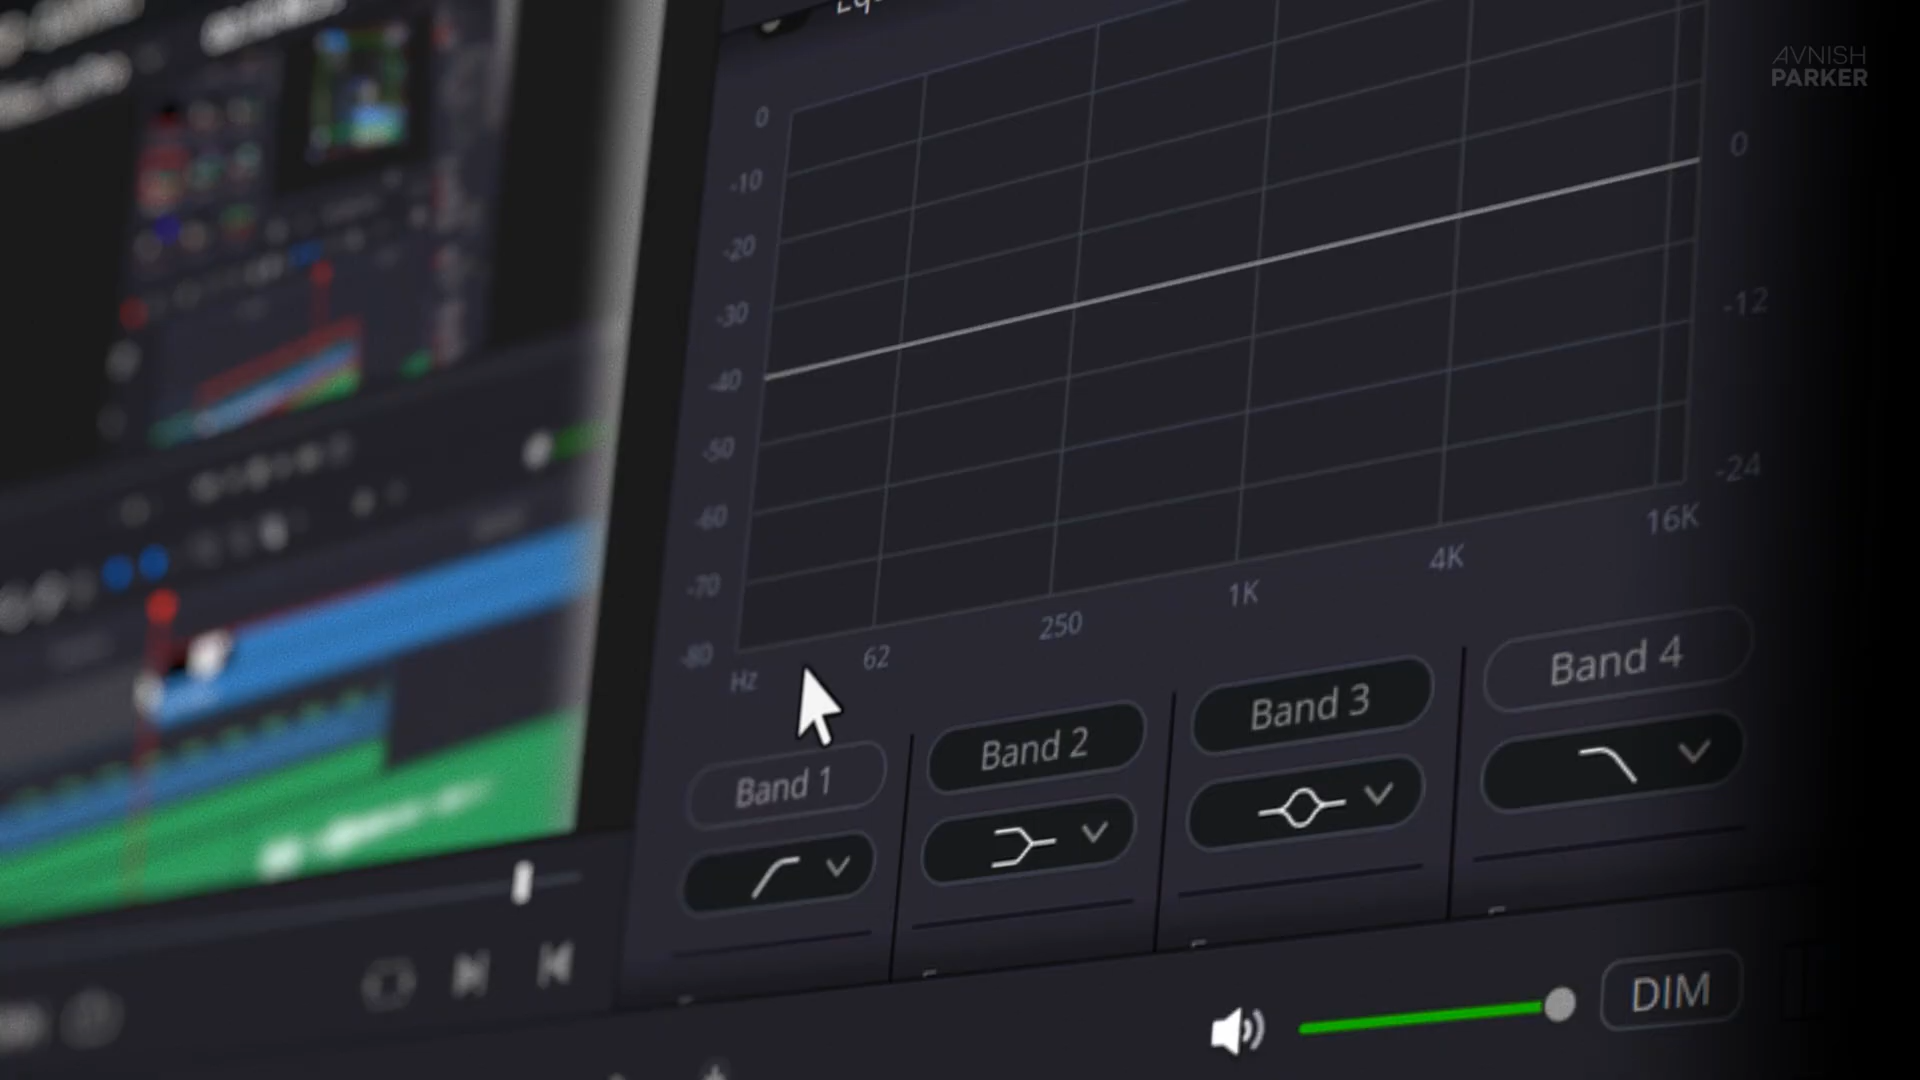 AVNISH
PARKER
0
-10
-20
-30
-40
-50
-60
-70
-80
0
-12
-24
Hz
62
250
1K
4K
16K
Band 1
Band 2
Band 3
Band 4
DIM